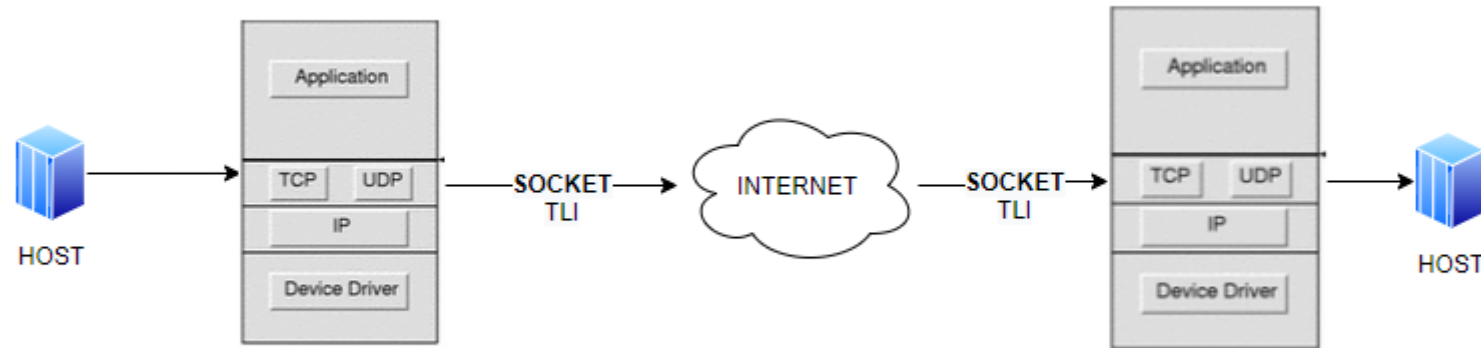 HOST
Application
TCP UDP
IP
Device Driver
SOCKET
TLI
INTERNET
SOCKET
TLI
Application
TCP UDP
IP
Device Driver
HOST